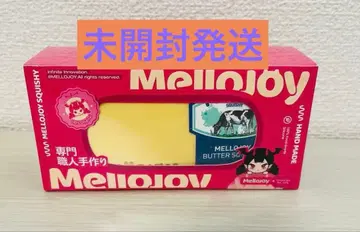 未開封発送
Infinite Innovation.
@MELLOJOY All rights reserved.
MelloJoy
MELLOJOY SQUISHY
HAND MADE
専門
職人手作り
MELLOJOY
BUTTER SQ
MelloJoy
MelloJoy